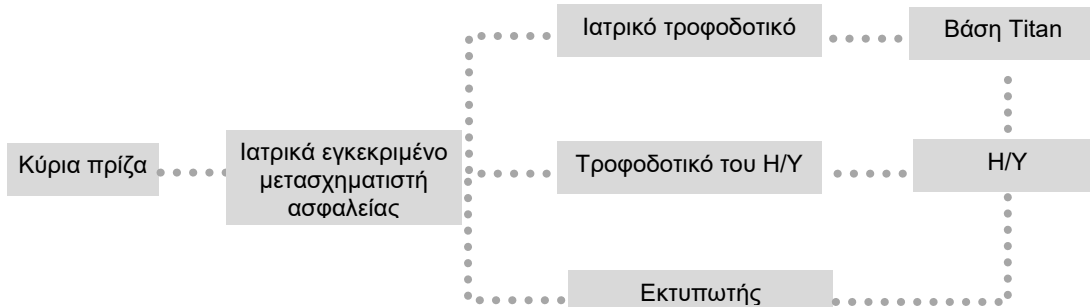 Ιατρικό τροφοδοτικό
Βάση Titan
Κύρια πρίζα
Ιατρικά εγκεκριμένο
μετασχηματιστή
ασφαλείας
Τροφοδοτικό του Η/Υ
Η/Υ
Εκτυπωτής